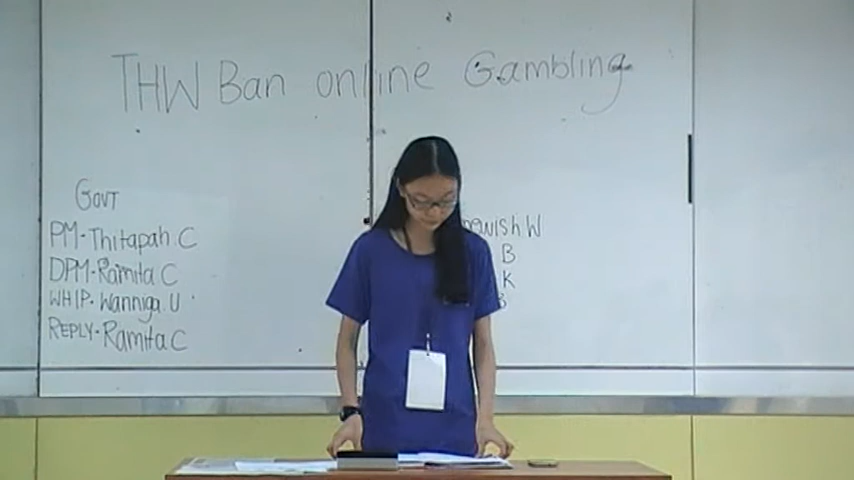 THW Ban online Gambling
GOVT
PM-Thitapah C
DPM-Ramita C
WHIP-Wanniga.U
REPLY-Ramita C
W
B
K
B